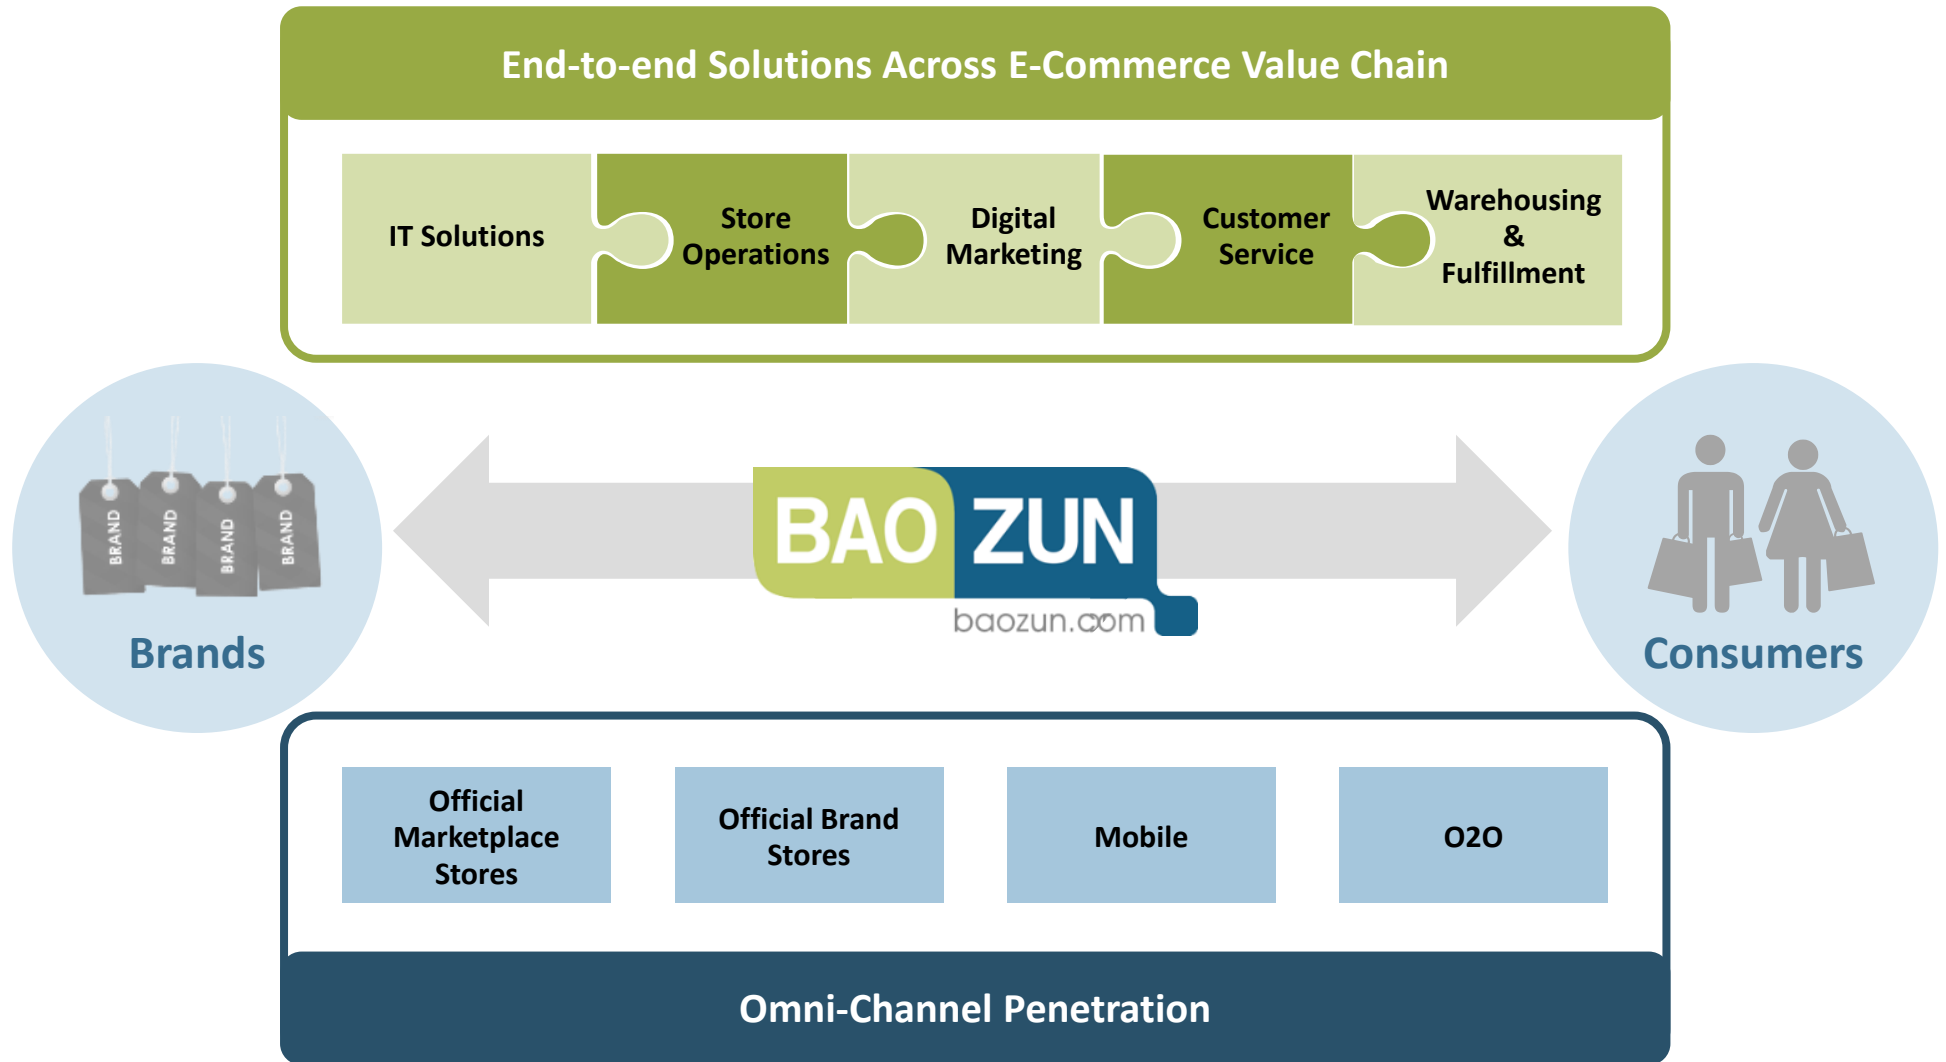 End-to-end Solutions Across E-Commerce Value Chain
IT Solutions
Store
Operations
Digital
Marketing
Customer
Service
Warehousing
&
Fulfillment
BRAND
BRAND
BRAND
BRAND
Brands
BAO ZUN
baozun.com
Consumers
Official
Marketplace
Stores
Official Brand
Stores
Mobile
O2O
Omni-Channel Penetration